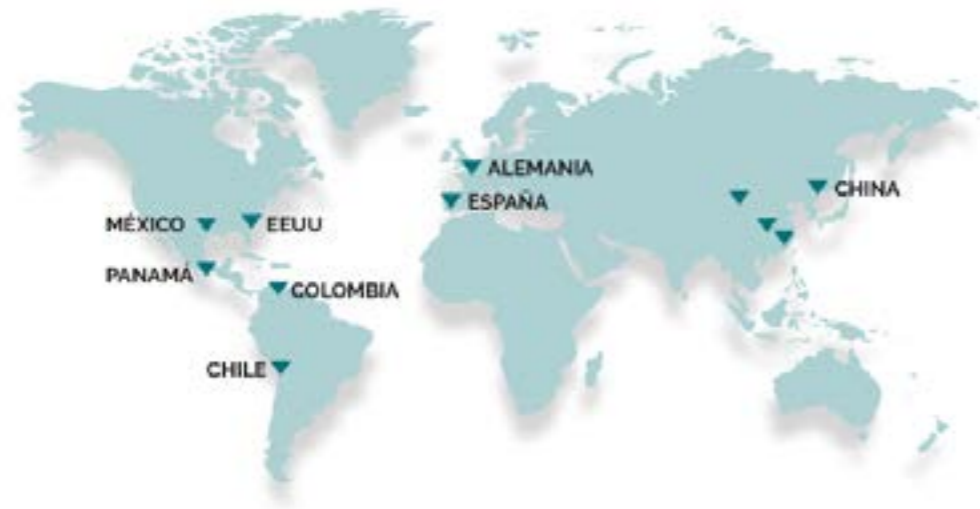 ALEMANIA
CHINA
ESPAÑA
MÉXICO
EEUU
PANAMÁ
COLOMBIA
CHILE